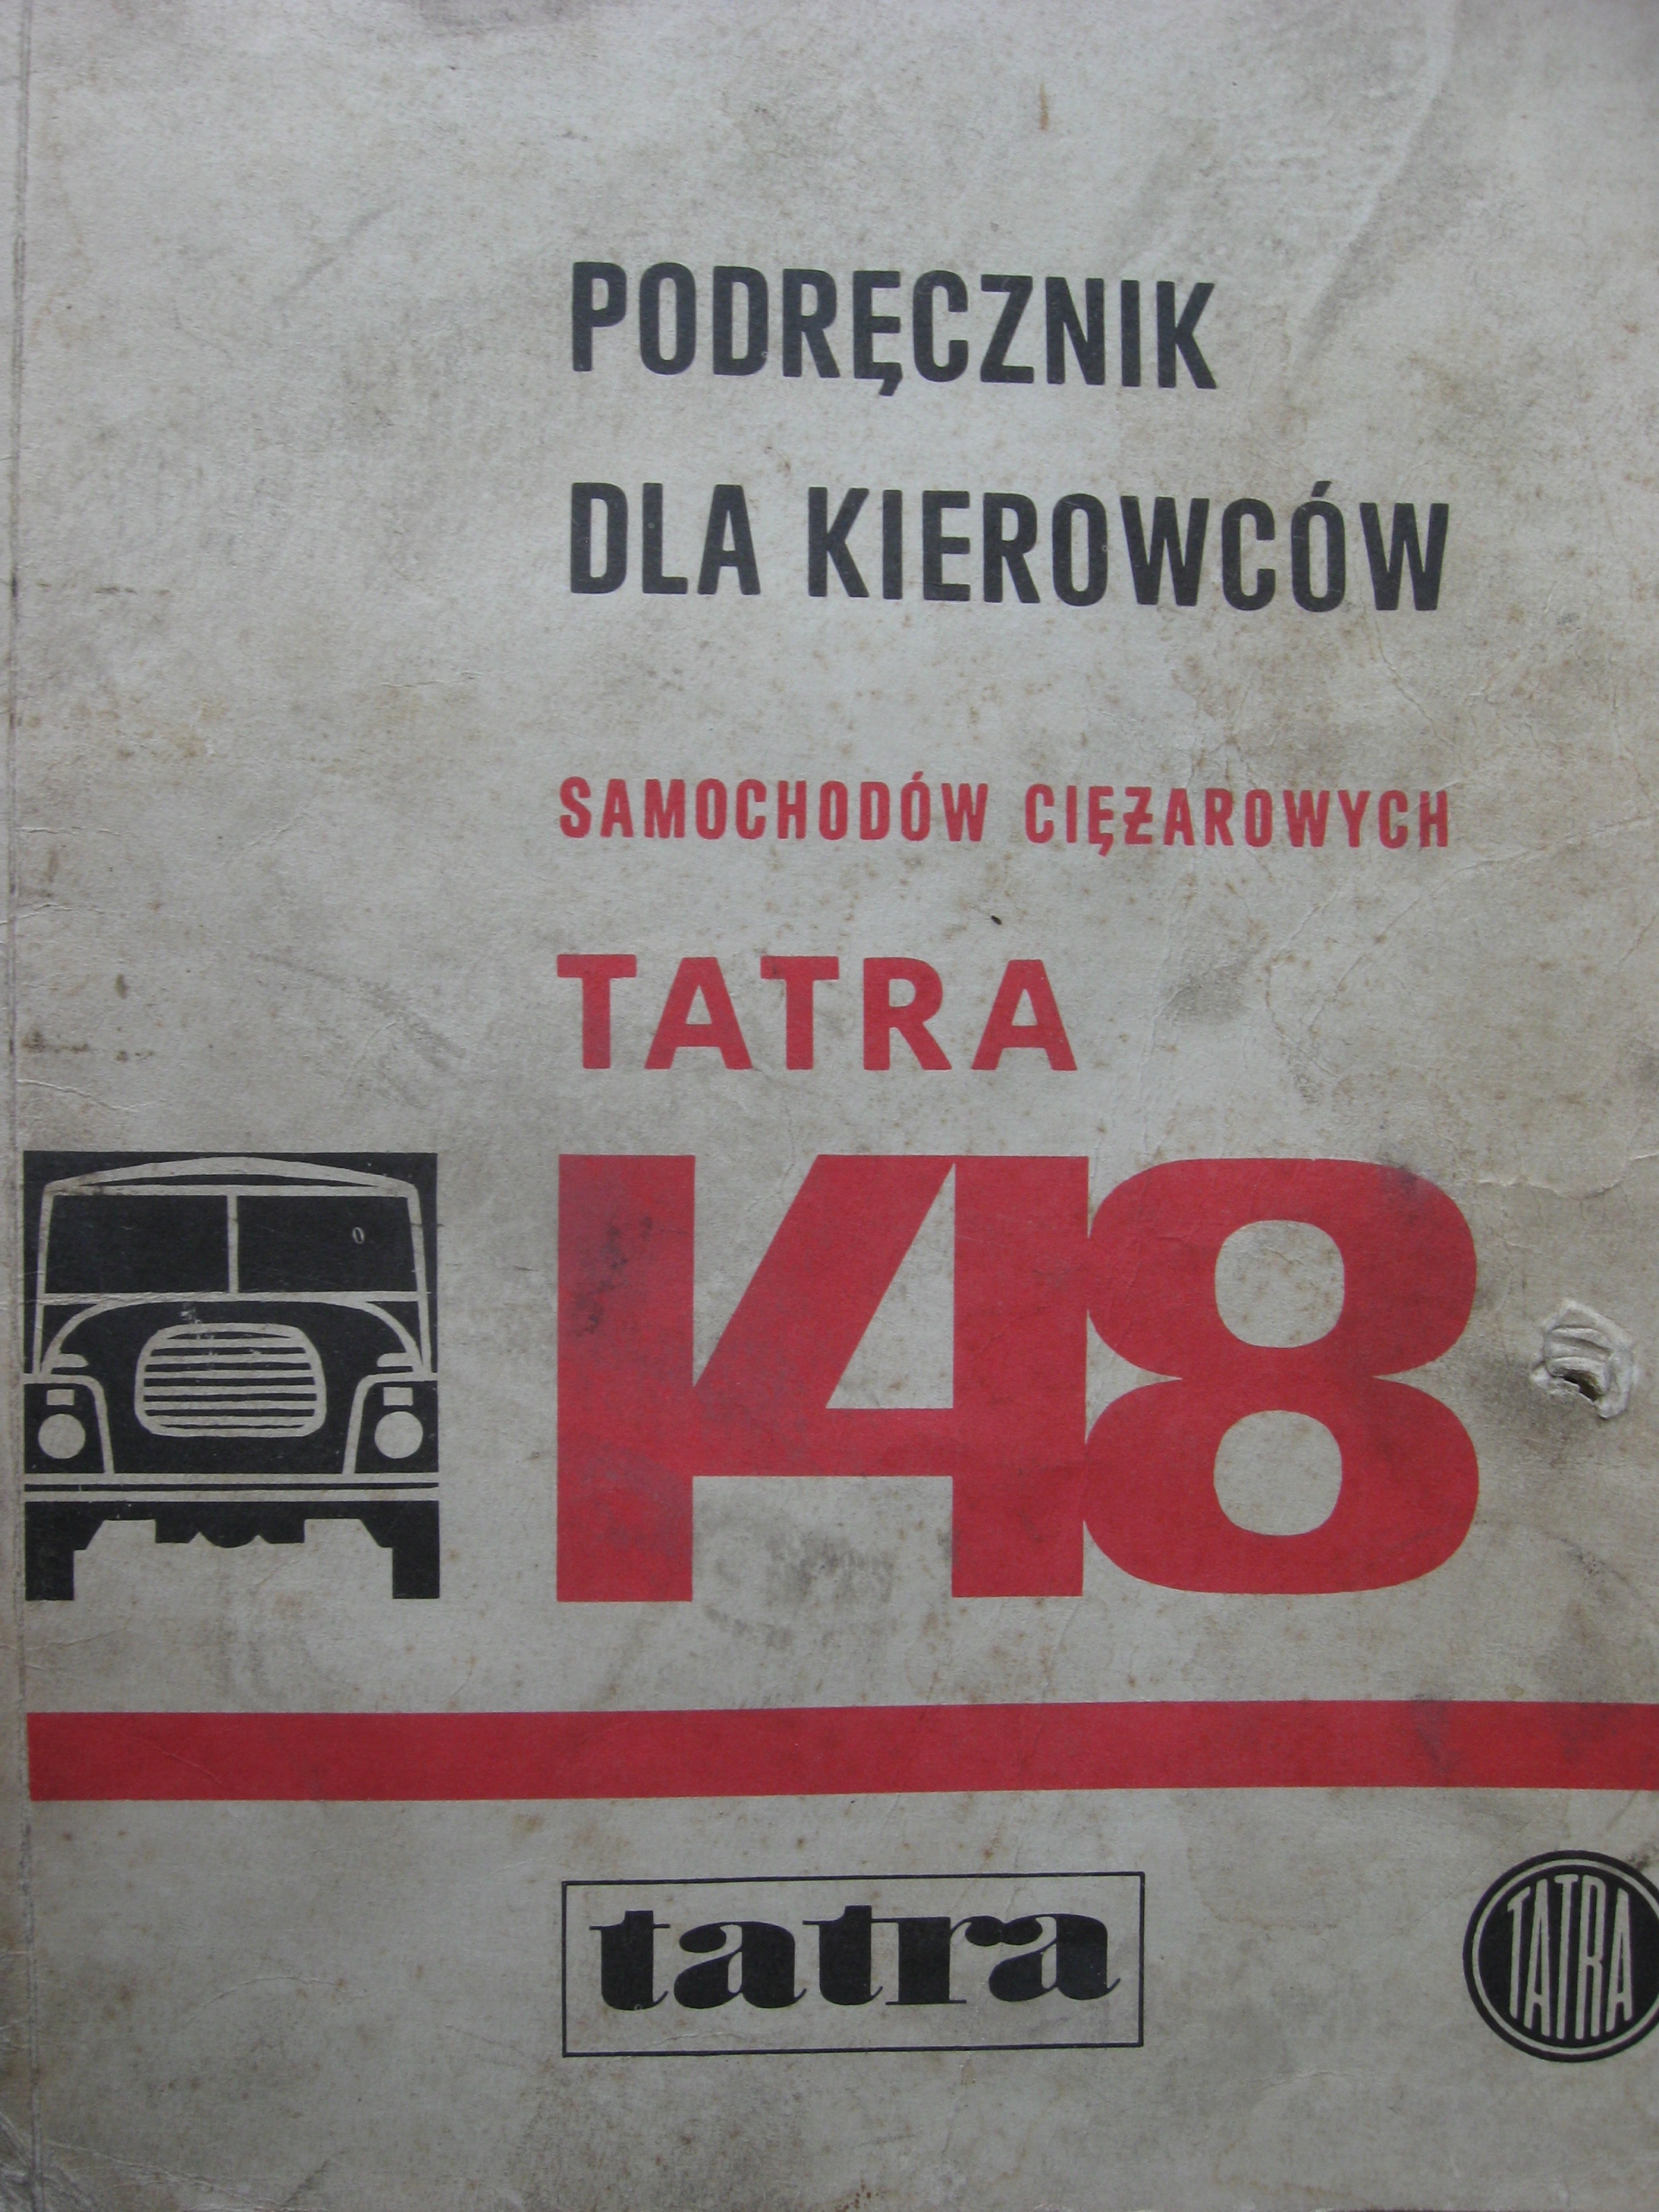 PODRĘCZNIK
DLA KIEROWCÓW
SAMOCHODÓW CIĘŻAROWYCH
TATRA
148
tatra
TATRA